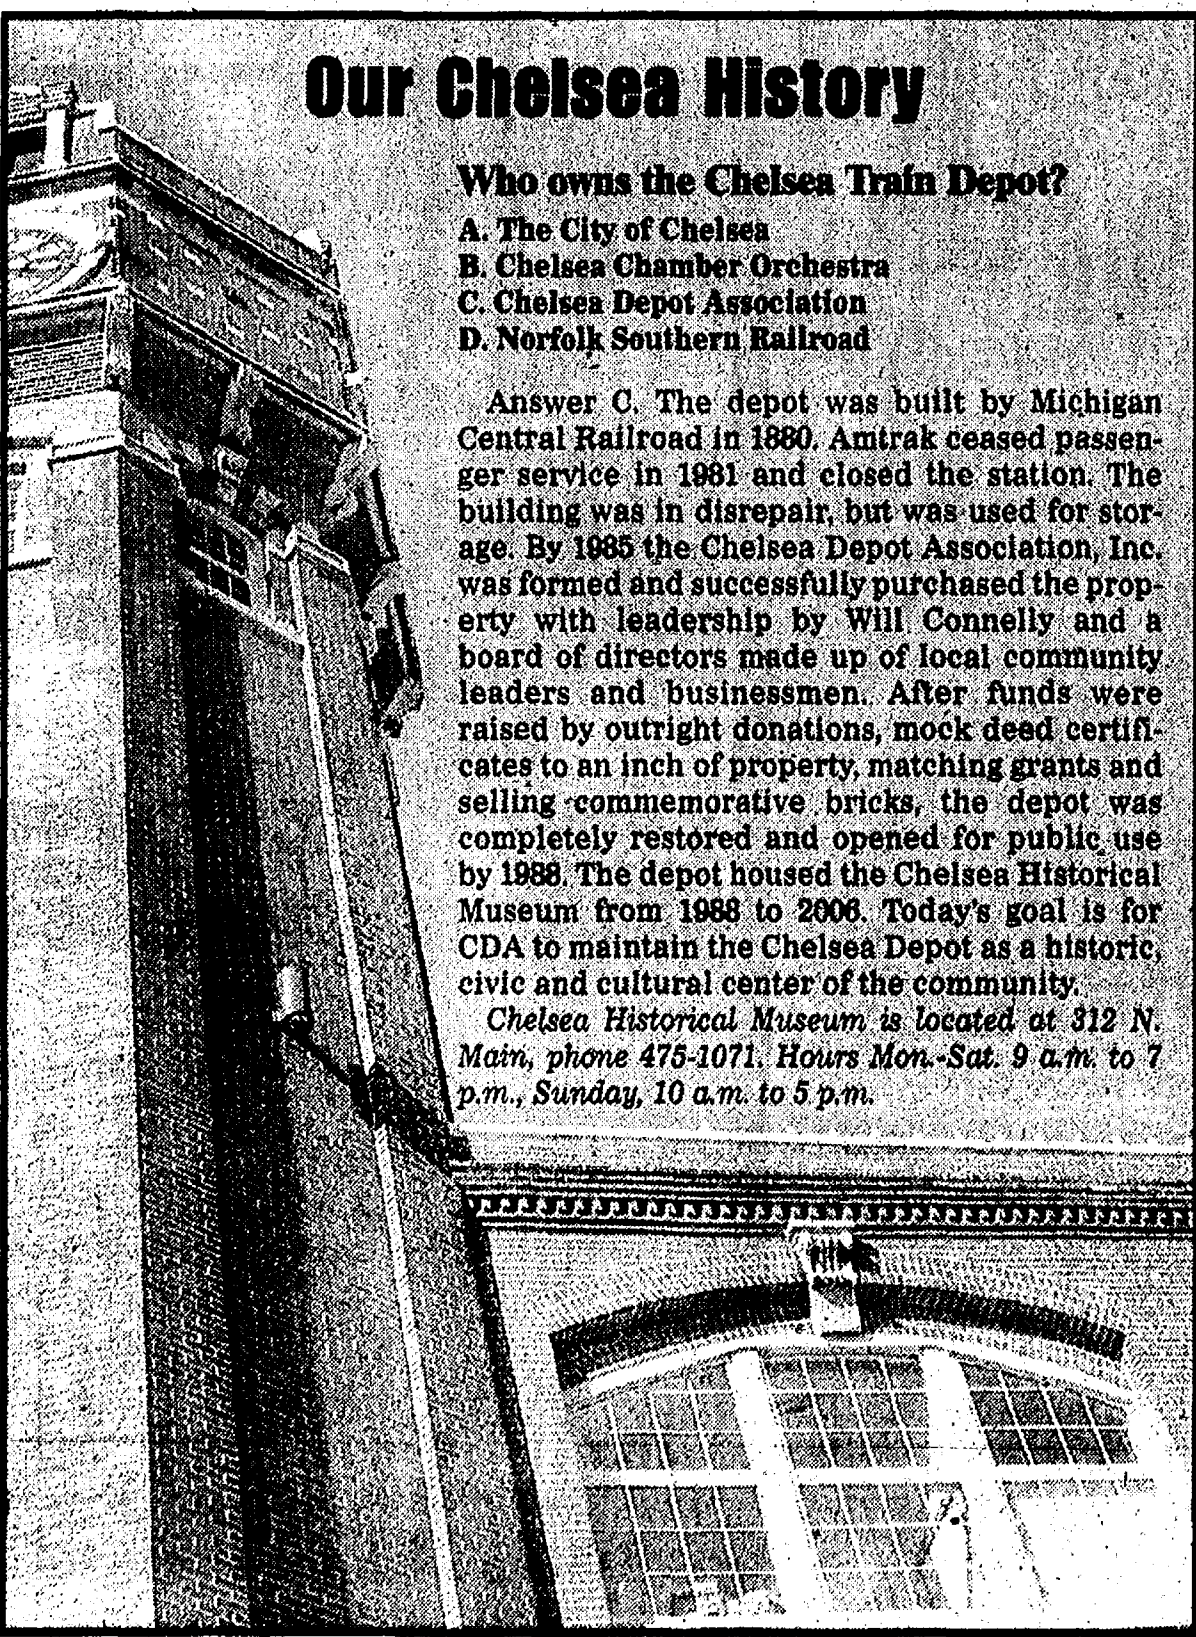 Our Chelsea History
Who owns the Chelsea Train Depot?
A. The City of Chelsea
B. Chelsea Chamber Orchestra
C. Chelsea Depot Association
D. Norfolk Southern Railroad
Answer C. The depot was built by Michigan
Central Railroad in 1880. Amtrak ceased passen-
ger service in 1981 and closed the station. The
building was in disrepair, but was used for stor-
age. By 1985 the Chelsea Depot Association, Inc.
was formed and successfully purchased the prop-
erty with leadership by Will Connelly and a
board of directors made up of local community
leaders and businessmen. After funds were
raised by outright donations, mock deed certifi-
cates to an inch of property, matching grants and
selling commemorative bricks, the depot was
completely restored and opened for public use
by 1988. The depot housed the Chelsea Historical
Museum from 1988 to 2006. Today's goal is for
CDA to maintain the Chelsea Depot as a historic,
civic and cultural center of the community.
Chelsea Historical Museum is located at 312 N.
Main, phone 475-1071. Hours Mon.-Sat. 9 a.m. to 7
p.m., Sunday, 10 a.m. to 5 p.m.